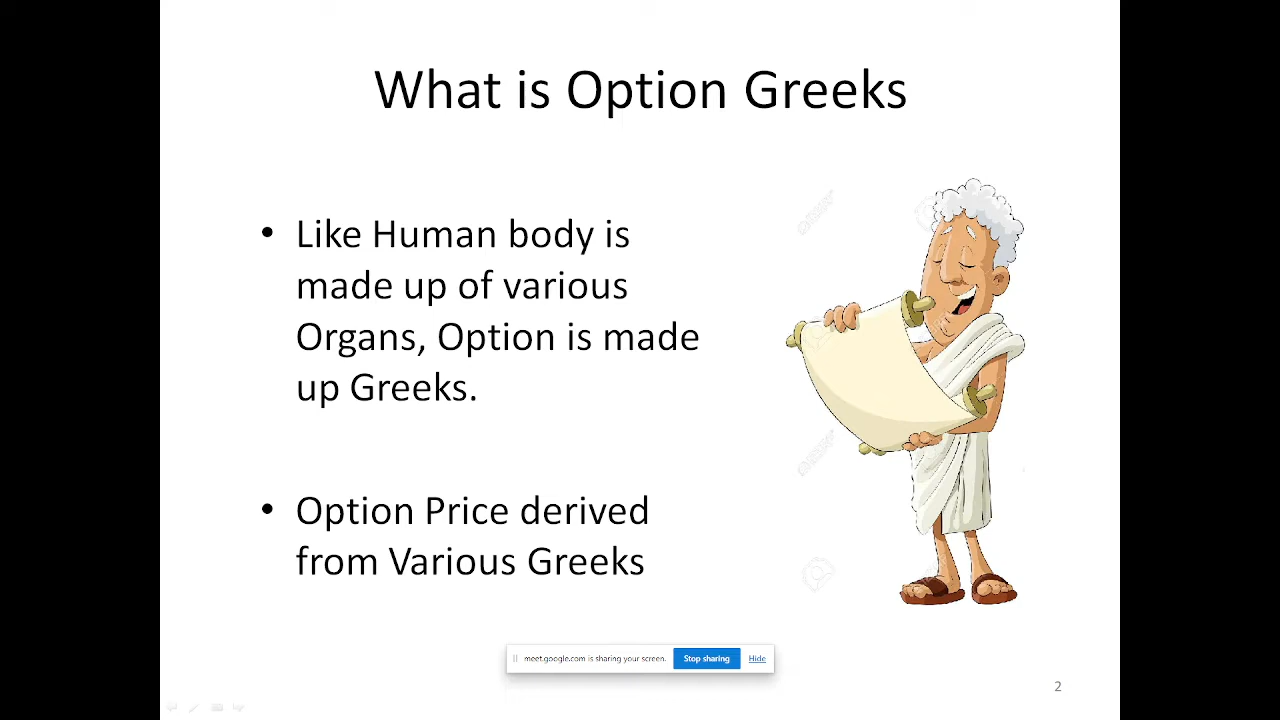 What is Option Greeks
• Like Human body is
made up of various
Organs, Option is made
up Greeks.
• Option Price derived
from Various Greeks
meet.google.com is sharing your screen. Stop sharing Hide
2